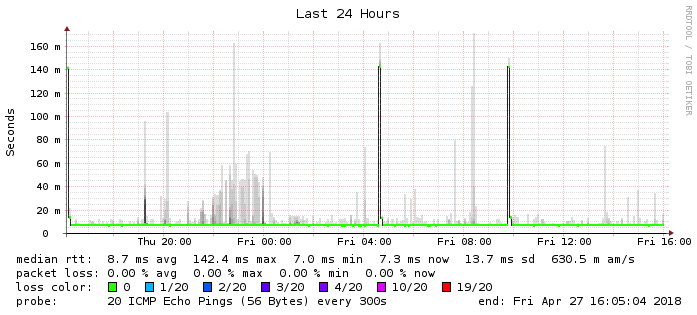 Last 24 Hours
RRDTOOL / TOBI OETIKER
Seconds
160 m
140 m
120 m
100 m
80 m
60 m
40 m
20 m
0
Thu 20:00 Fri 00:00 Fri 04:00 Fri 08:00 Fri 12:00 Fri 16:00
median rtt: 8.7 ms avg 142.4 ms max 7.0 ms min 7.3 ms now 13.7 ms sd 630.5 m am/s
packet loss: 0.00 % avg 0.00 % max 0.00 % min 0.00 % now
loss color: 0 1/20 2/20 3/20 4/20 10/20 19/20
probe: 20 ICMP Echo Pings (56 Bytes) every 300s end: Fri Apr 27 16:05:04 2018